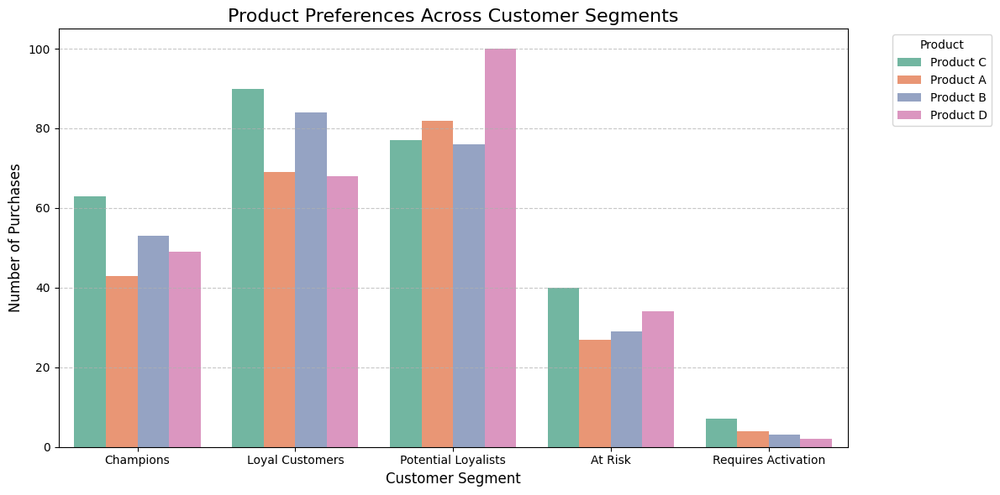 Product Preferences Across Customer Segments
Product
Product C
Product A
Product B
Product D
Number of Purchases
100
80
60
40
20
0
Champions
Loyal Customers
Potential Loyalists
At Risk
Requires Activation
Customer Segment